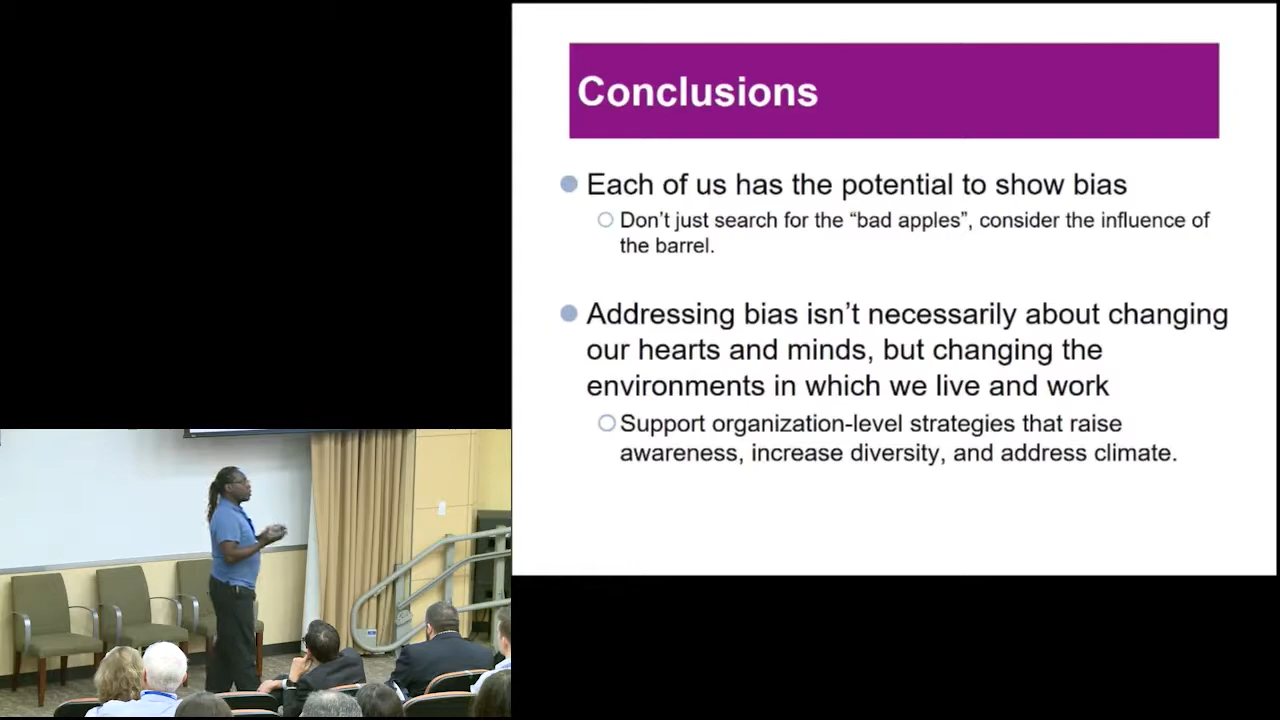 Conclusions
Each of us has the potential to show bias
Don’t just search for the “bad apples”, consider the influence of
the barrel.
Addressing bias isn’t necessarily about changing
our hearts and minds, but changing the
environments in which we live and work
Support organization-level strategies that raise
awareness, increase diversity, and address climate.